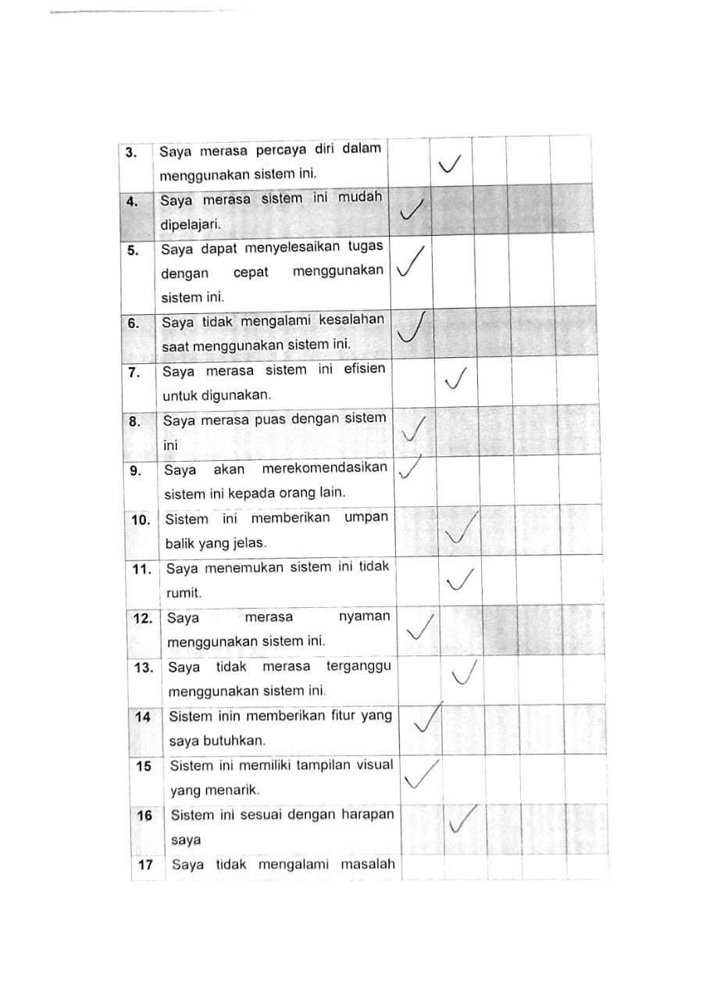 3. Saya merasa percaya diri dalam
menggunakan sistem ini.
4. Saya merasa sistem ini mudah
dipelajari.
5. Saya dapat menyelesaikan tugas
dengan cepat menggunakan
sistem ini.
6. Saya tidak mengalami kesalahan
saat menggunakan sistem ini.
7. Saya merasa sistem ini efisien
untuk digunakan.
8. Saya merasa puas dengan sistem
ini
9. Saya akan merekomendasikan
sistem ini kepada orang lain.
10. Sistem ini memberikan umpan
balik yang jelas.
11. Saya menemukan sistem ini tidak
rumit.
12. Saya merasa nyaman
menggunakan sistem ini.
13. Saya tidak merasa terganggu
menggunakan sistem ini.
14 Sistem inin memberikan fitur yang
saya butuhkan.
15 Sistem ini memiliki tampilan visual
yang menarik.
16 Sistem ini sesuai dengan harapan
saya
17 Saya tidak mengalami masalah